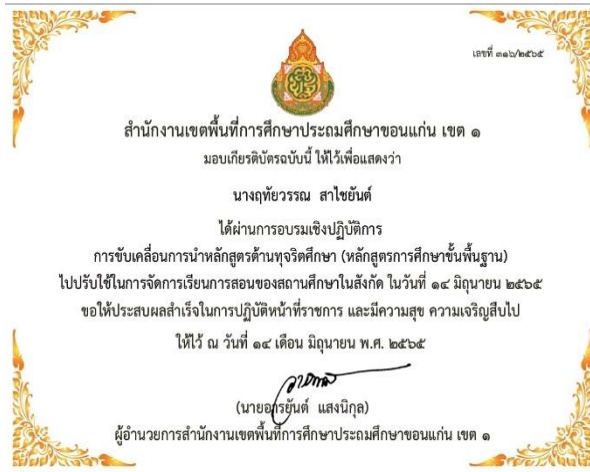 เลขที่ ๓๑๖/๒๕๖๕
สำนักงานเขตพื้นที่การศึกษาประถมศึกษาขอนแก่น เขต ๑
มอบเกียรติบัตรฉบับนี้ ให้ไว้เพื่อแสดงว่า
นางฤทัยวรรณ สาไชยันต์
ได้ผ่านการอบรมเชิงปฏิบัติการ
การขับเคลื่อนการนำหลักสูตรต้านทุจริตศึกษา (หลักสูตรการศึกษาขั้นพื้นฐาน)
ไปปรับใช้ในการจัดการเรียนการสอนของสถานศึกษาในสังกัด ในวันที่ ๑๔ มิถุนายน ๒๕๖๕
ขอให้ประสบผลสำเร็จในการปฏิบัติหน้าที่ราชการ และมีความสุข ความเจริญสืบไป
ให้ไว้ ณ วันที่ ๑๔ เดือน มิถุนายน พ.ศ. ๒๕๖๕
(นายอารยันต์ แสงนิกุล)
ผู้อำนวยการสำนักงานเขตพื้นที่การศึกษาประถมศึกษาขอนแก่น เขต ๑